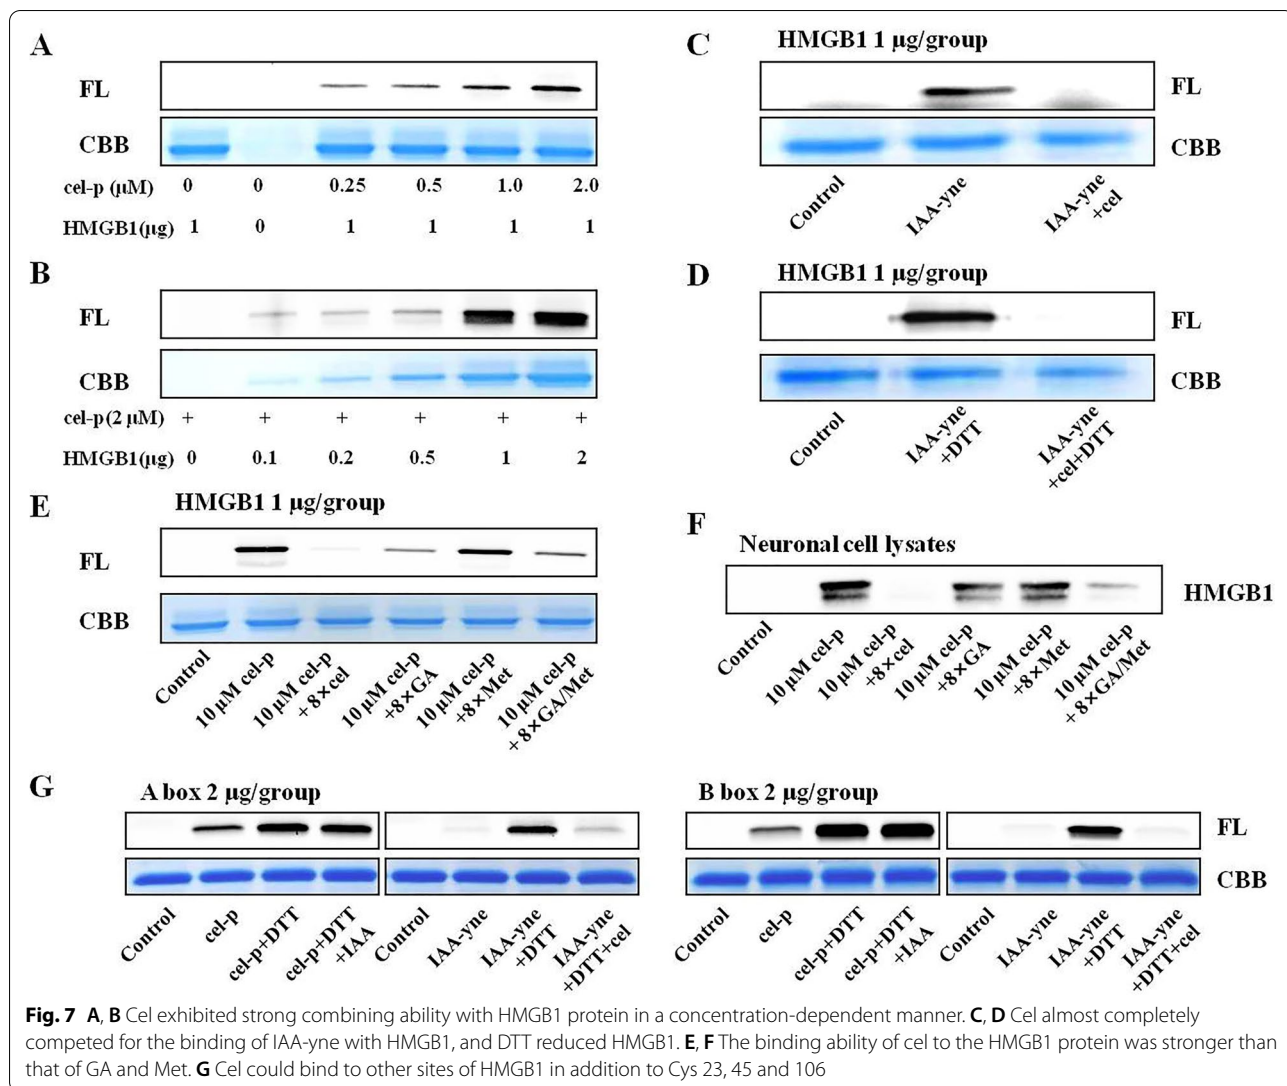 A
FL
CBB
cel-p (µM) 0 0 0.25 0.5 1.0 2.0
HMGB1(µg) 1 0 1 1 1 1
B
FL
CBB
cel-p(2 µM) + + + + + +
HMGB1(µg) 0 0.1 0.2 0.5 1 2
C
HMGB1 1 µg/group
FL
CBB
Control
IAA-yne
IAA-yne
+cel
D
HMGB1 1 µg/group
FL
CBB
Control
IAA-yne
+DTT
IAA-yne
+cel+DTT
E
HMGB1 1 µg/group
FL
CBB
Control
10 µM cel-p
10 µM cel-p
+8×cel
10 µM cel-p
+8×GA
10 µM cel-p
+8×Met
10 µM cel-p
+8×GA/Met
F
Neuronal cell lysates
HMGB1
Control
10 µM cel-p
10 µM cel-p
+8×cel
10 µM cel-p
+8×GA
10 µM cel-p
+8×Met
10 µM cel-p
+8×GA/Met
G
A box 2 µg/group
Control
cel-p
cel-p+DTT
cel-p+DTT
+IAA
Control
IAA-yne
IAA-yne
+DTT
IAA-yne
+DTT+cel
B box 2 µg/group
FL
CBB
Control
cel-p
cel-p+DTT
cel-p+DTT
+IAA
Control
IAA-yne
IAA-yne
+DTT
IAA-yne
+DTT+cel
Fig. 7 A, B Cel exhibited strong combining ability with HMGB1 protein in a concentration-dependent manner. C, D Cel almost completely
competed for the binding of IAA-yne with HMGB1, and DTT reduced HMGB1. E, F The binding ability of cel to the HMGB1 protein was stronger than
that of GA and Met. G Cel could bind to other sites of HMGB1 in addition to Cys 23, 45 and 106